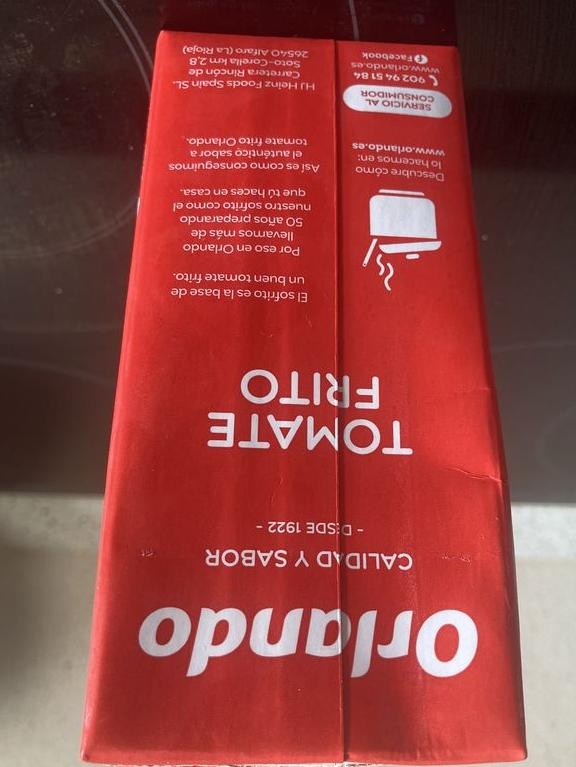 Orlando
CALIDAD Y SABOR
- DESDE 1922 -
TOMATE
FRITO
El sofrito es la base de
un buen tomate frito.
Por eso en Orlando
llevamos más de
50 años preparando
nuestro sofrito como el
que tú haces en casa.
Así es como conseguimos
el auténtico sabor a
tomate frito Orlando.
HJ Heinz Foods Spain SL.
Carretera Rincón de
Soto-Corella km 2,8
26540 Alfaro (La Rioja)
Descubre cómo
lo hacemos en:
www.orlando.es
SERVICIO AL
CONSUMIDOR
902 94 51 84
www.orlando.es
Facebook